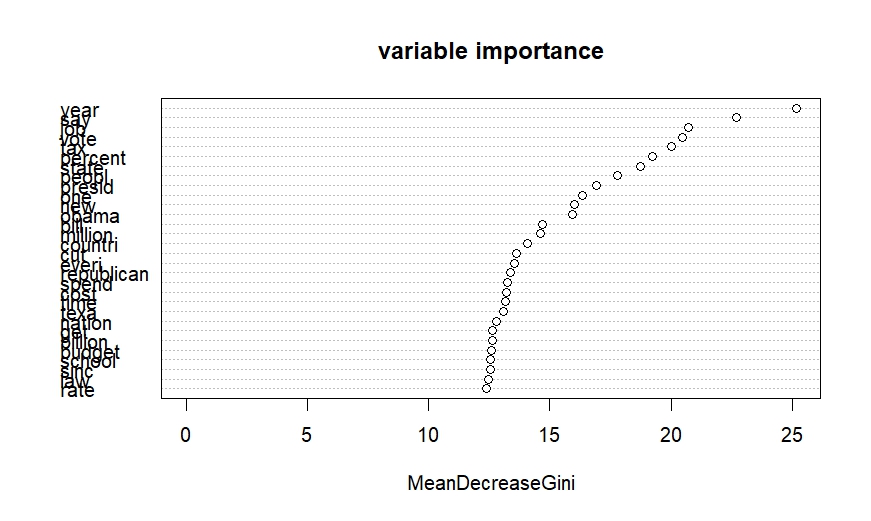 variable importance
year
say
job
vote
tax
percent
state
peopl
presid
one
new
obama
bill
million
countri
cut
everi
republican
spend
cost
time
texa
nation
get
billion
budget
school
sinc
law
rate
0 5 10 15 20 25
MeanDecreaseGini